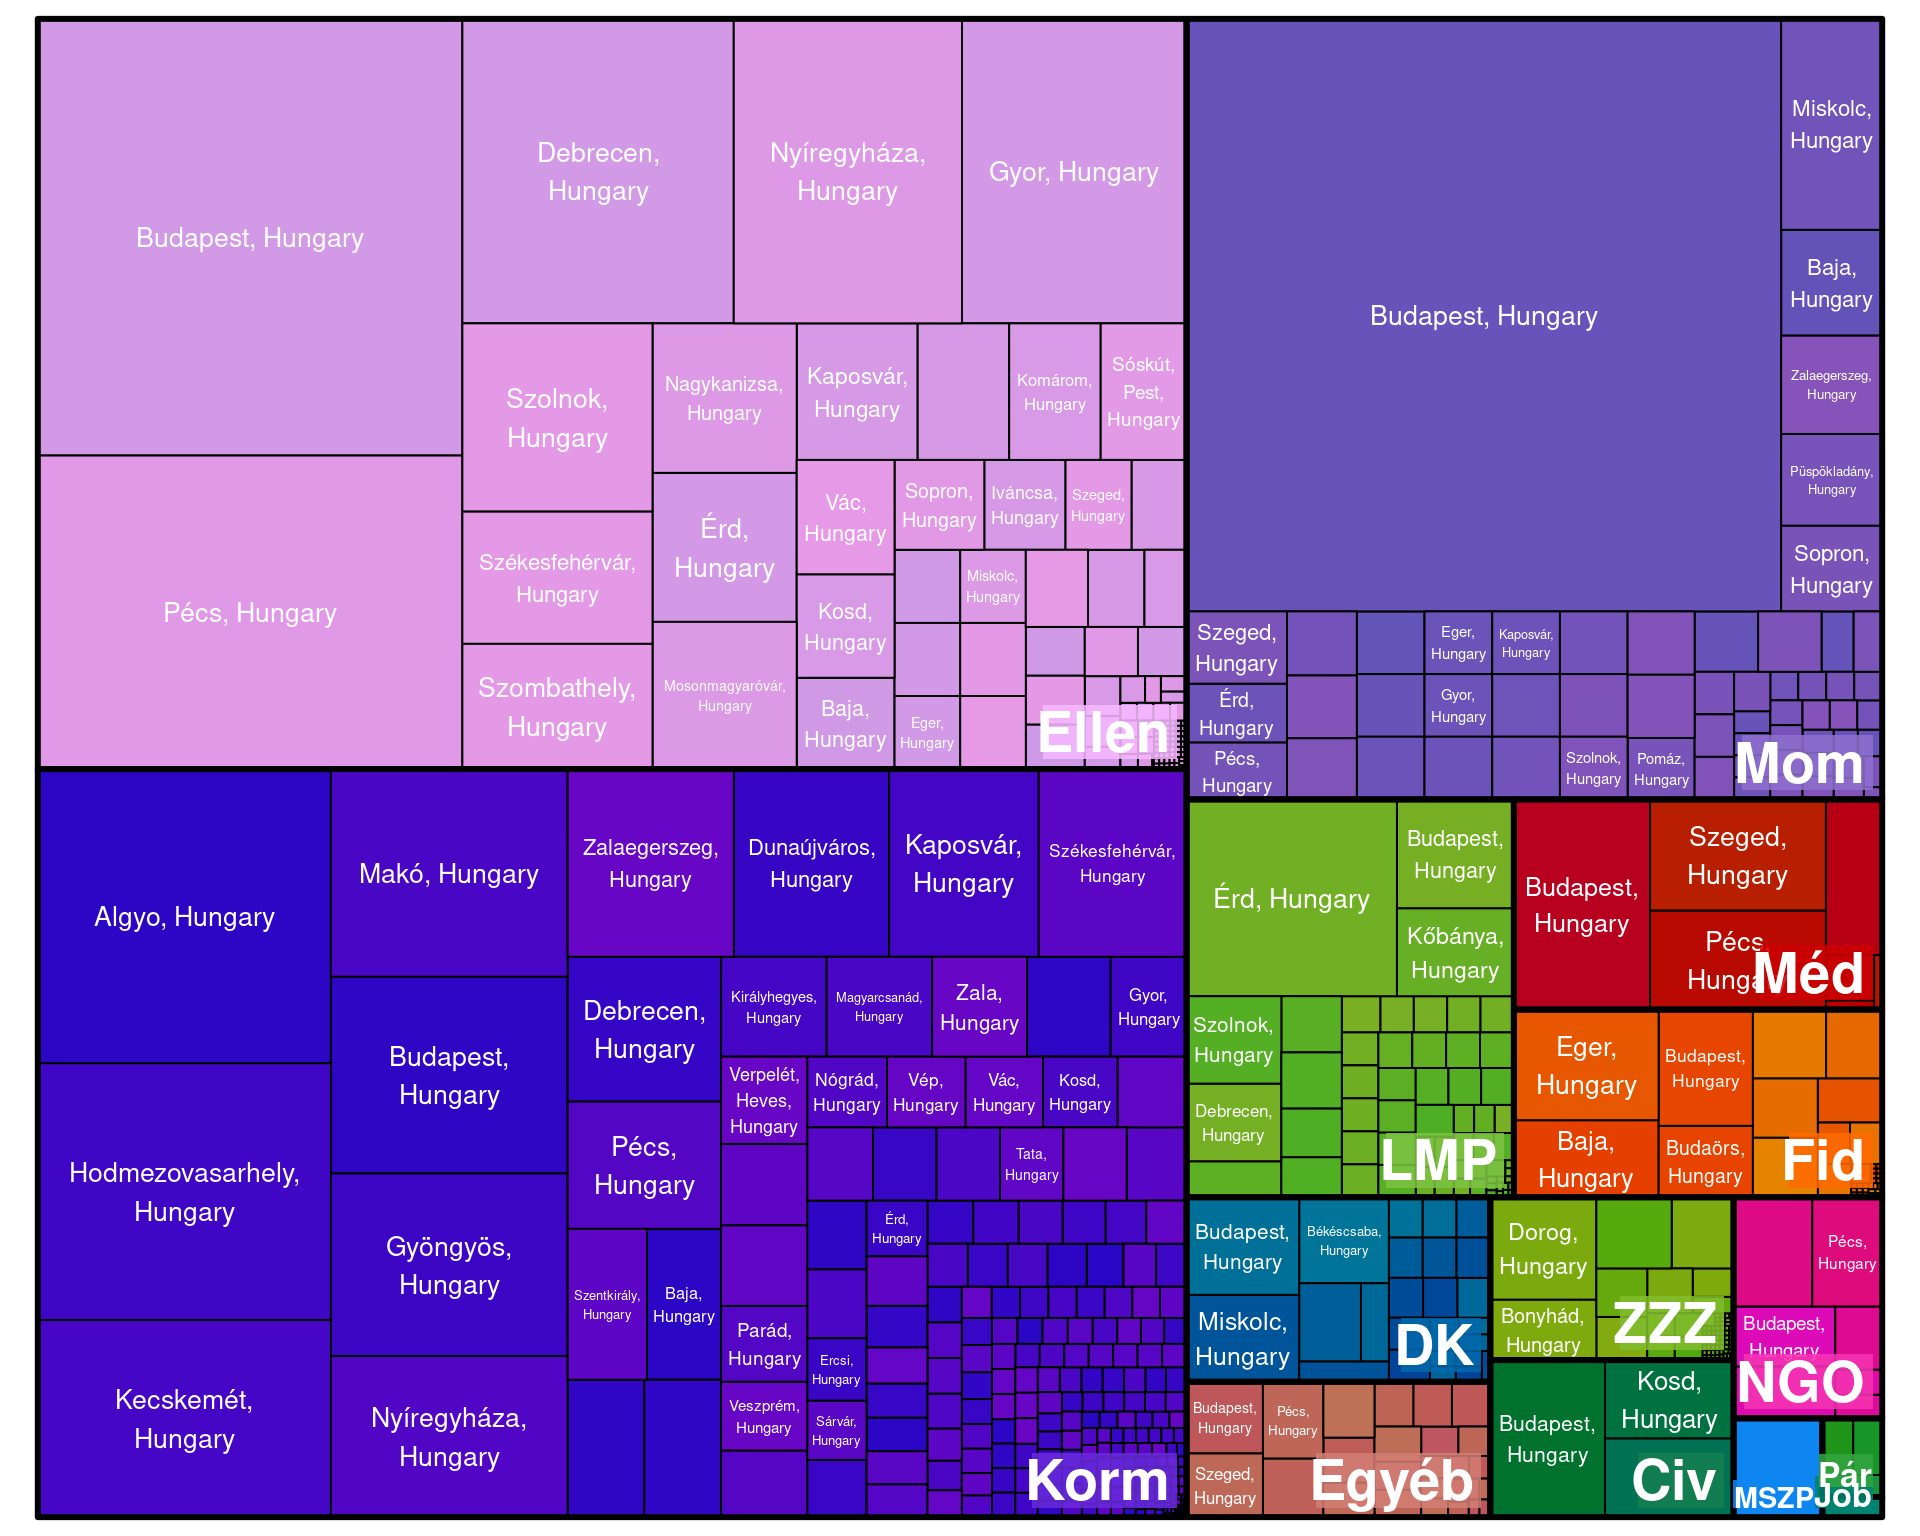 Budapest, Hungary
Pécs, Hungary
Debrecen,
Hungary
Nyíregyháza,
Hungary
Gyor, Hungary
Szolnok,
Hungary
Székesfehérvár,
Hungary
Szombathely,
Hungary
Nagykanizsa,
Hungary
Érd,
Hungary
Mosonmagyaróvár,
Hungary
Kaposvár,
Hungary
Komárom,
Hungary
Sóskút,
Pest,
Hungary
Vác,
Hungary
Kosd,
Hungary
Baja,
Hungary
Sopron,
Hungary
Iváncsa,
Hungary
Szeged,
Hungary
Miskolc,
Hungary
Eger,
Hungary
Ellen
Budapest, Hungary
Miskolc,
Hungary
Baja,
Hungary
Zalaegerszeg,
Hungary
Püspökladány,
Hungary
Sopron,
Hungary
Szeged,
Hungary
Érd,
Hungary
Pécs,
Hungary
Eger,
Hungary
Kaposvár,
Hungary
Gyor,
Hungary
Szolnok,
Hungary
Pomáz,
Hungary
Mom
Algyo, Hungary
Hodmezovasarhely,
Hungary
Kecskemét,
Hungary
Makó, Hungary
Budapest,
Hungary
Gyöngyös,
Hungary
Nyíregyháza,
Hungary
Zalaegerszeg,
Hungary
Dunaújváros,
Hungary
Kaposvár,
Hungary
Székesfehérvár,
Hungary
Debrecen,
Hungary
Pécs,
Hungary
Szentkirály,
Hungary
Baja,
Hungary
Királyhegyes,
Hungary
Magyarcsanád,
Hungary
Zala,
Hungary
Gyor,
Hungary
Verpelét,
Heves,
Hungary
Nógrád,
Hungary
Vép,
Hungary
Vác,
Hungary
Kosd,
Hungary
Tata,
Hungary
Érd,
Hungary
Parád,
Hungary
Veszprém,
Hungary
Ercsi,
Hungary
Sárvár,
Hungary
Korm
Érd, Hungary
Budapest,
Hungary
Kőbánya,
Hungary
Szolnok,
Hungary
Debrecen,
Hungary
LMP
Budapest,
Hungary
Szeged,
Hungary
Pécs,
Hungary
Méd
Eger,
Hungary
Baja,
Hungary
Budapest,
Hungary
Budaörs,
Hungary
Fid
Budapest,
Hungary
Miskolc,
Hungary
Békéscsaba,
Hungary
DK
Dorog,
Hungary
Bonyhád,
Hungary
ZZZ
Pécs,
Hungary
Budapest,
Hungary
NGO
Budapest,
Hungary
Szeged,
Hungary
Pécs,
Hungary
Egyéb
Budapest,
Hungary
Kosd,
Hungary
Civ
MSZP
Pár
Job